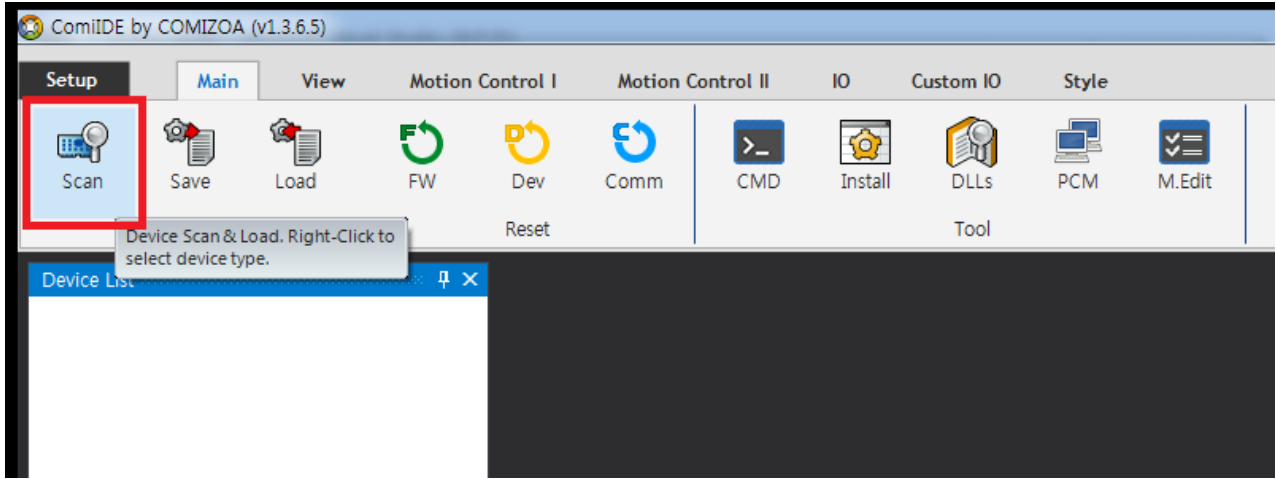 ComiIDE by COMIZOA (v1.3.6.5)
Setup Main View Motion Control I Motion Control II IO Custom IO Style
Scan Save Load FW Dev Comm CMD Install DLLs PCM M.Edit
Reset Tool
Device Scan & Load. Right-Click to
select device type.
Device List